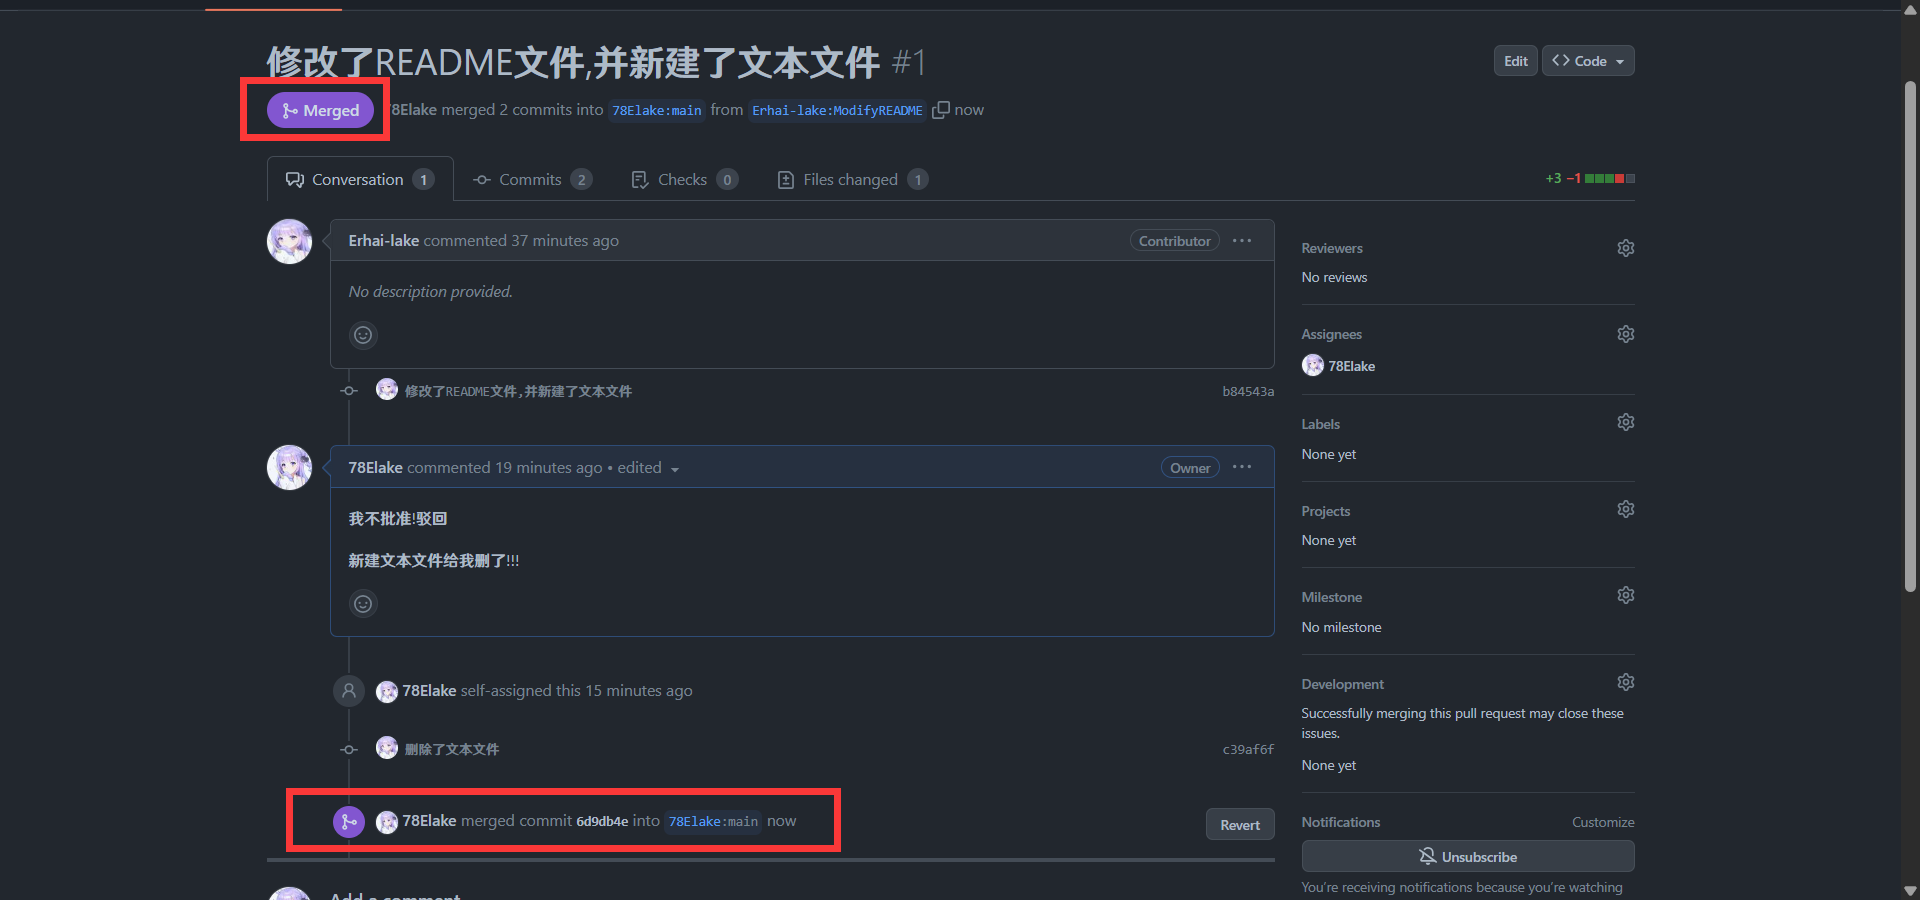 修改了README文件,并新建了文本文件 #1
Edit
Code
Merged
78Elake merged 2 commits into 78Elake:main from Erhai-lake:ModifyREADME now
Conversation 1
Commits 2
Checks 0
Files changed 1
+3 −1
Erhai-lake commented 37 minutes ago
Contributor
No description provided.
修改了README文件,并新建了文本文件
b84543a
78Elake commented 19 minutes ago • edited
Owner
我不批准!驳回
新建文本文件给我删了!!!
78Elake self-assigned this 15 minutes ago
删除了文本文件
c39af6f
78Elake merged commit 6d9db4e into 78Elake:main now
Revert
Add a comment
Reviewers
No reviews
Assignees
78Elake
Labels
None yet
Projects
None yet
Milestone
No milestone
Development
Successfully merging this pull request may close these
issues.
None yet
Notifications
Customize
Unsubscribe
You're receiving notifications because you're watching